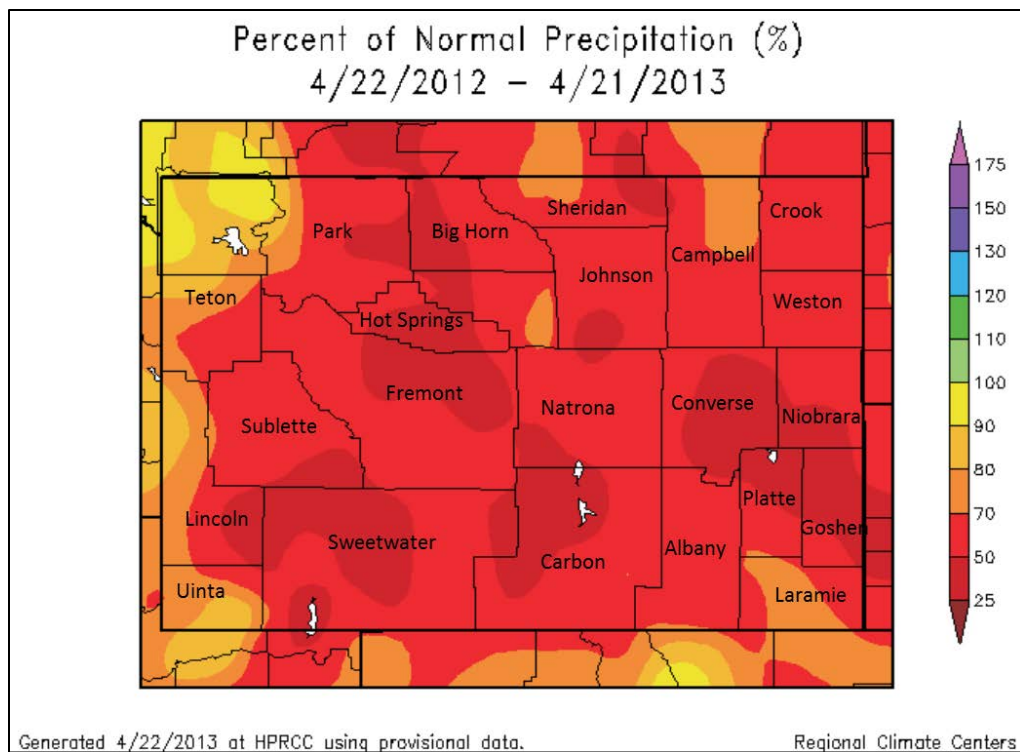 Percent of Normal Precipitation (%)
4/22/2012 – 4/21/2013
Park
Big Horn
Sheridan
Campbell
Crook
Johnson
Teton
Weston
Hot Springs
Fremont
Natrona
Converse
Niobrara
Sublette
Platte
Goshen
Lincoln
Sweetwater
Carbon
Albany
Uinta
Laramie
175
150
130
120
110
100
90
80
70
50
25
Generated 4/22/2013 at HPRCC using provisional data.
Regional Climate Centers